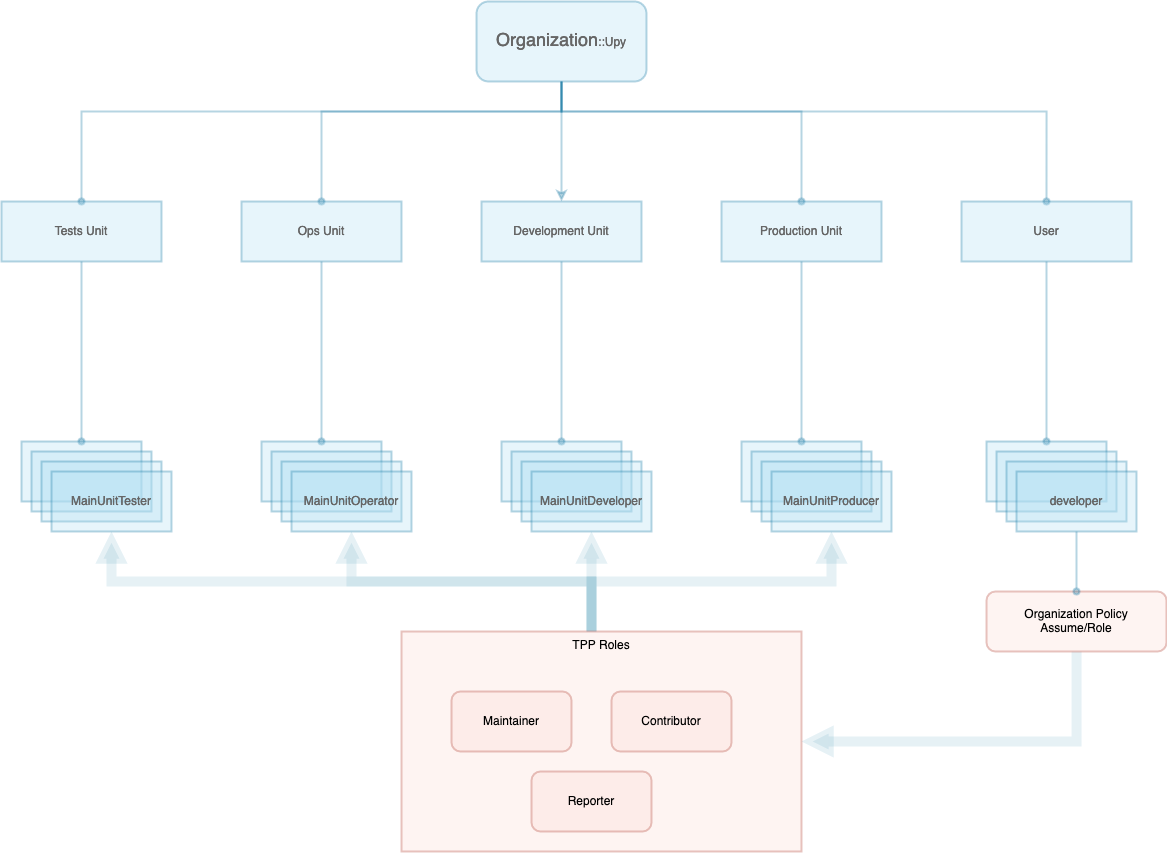 Organization::Upy
Tests Unit
Ops Unit
Development Unit
Production Unit
User
MainUnitTester
MainUnitOperator
MainUnitDeveloper
MainUnitProducer
developer
Organization Policy
Assume/Role
TPP Roles
Maintainer
Contributor
Reporter